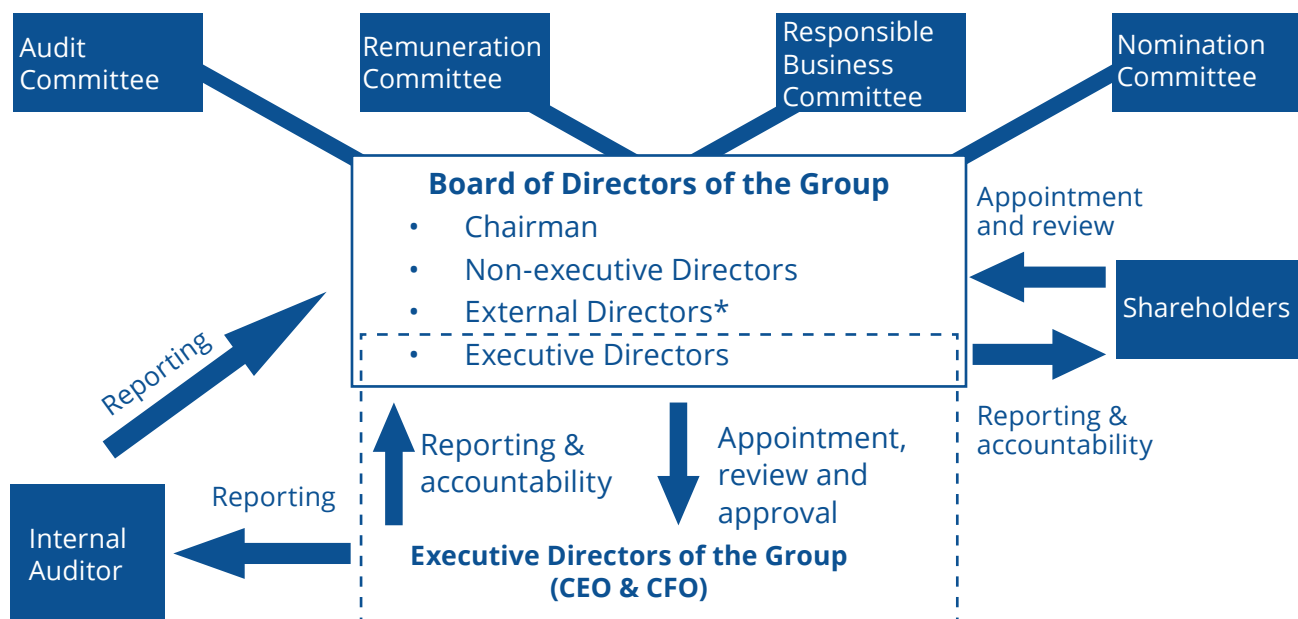 Audit
Committee
Remuneration
Committee
Responsible
Business
Committee
Nomination
Committee
Board of Directors of the Group
• Chairman
• Non-executive Directors
• External Directors*
• Executive Directors
Appointment
and review
Shareholders
Reporting &
accountability
Reporting
Reporting &
accountability
Appointment,
review and
approval
Reporting
Internal
Auditor
Executive Directors of the Group
(CEO & CFO)